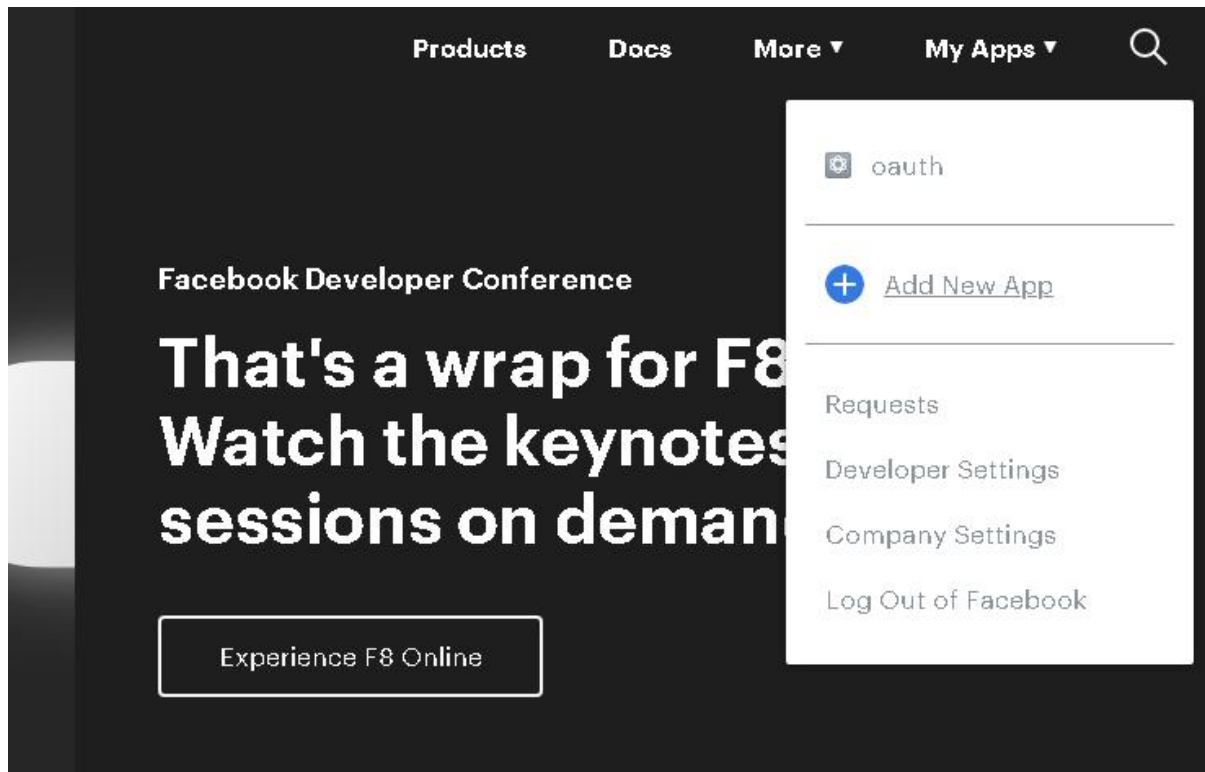 Products Docs More ▼ My Apps ▼
oauth
Add New App
Requests
Developer Settings
Company Settings
Log Out of Facebook
Facebook Developer Conference
That's a wrap for F8
Watch the keynotes
sessions on
Experience F8 Online